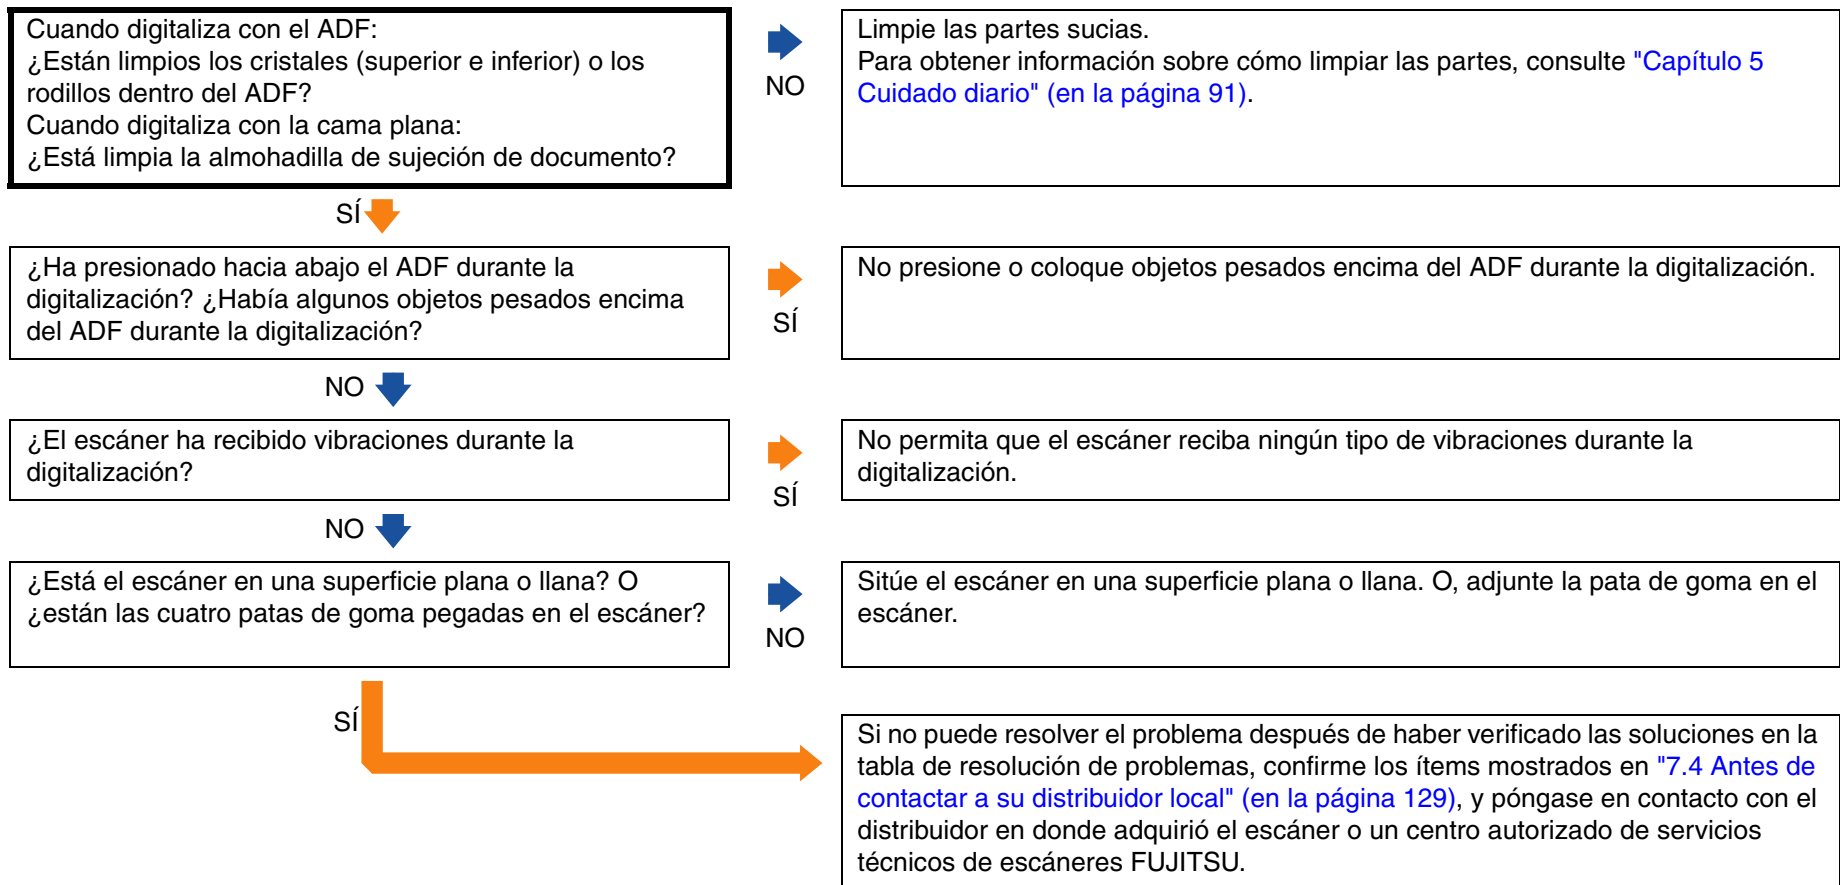 Cuando digitaliza con el ADF:
¿Están limpios los cristales (superior e inferior) o los
rodillos dentro del ADF?
Cuando digitaliza con la cama plana:
¿Está limpia la almohadilla de sujeción de documento?
NO
Limpie las partes sucias.
Para obtener información sobre cómo limpiar las partes, consulte "Capítulo 5
Cuidado diario" (en la página 91).
SÍ
¿Ha presionado hacia abajo el ADF durante la
digitalización? ¿Había algunos objetos pesados encima
del ADF durante la digitalización?
SÍ
No presione o coloque objetos pesados encima del ADF durante la digitalización.
NO
¿El escáner ha recibido vibraciones durante la
digitalización?
SÍ
No permita que el escáner reciba ningún tipo de vibraciones durante la
digitalización.
NO
¿Está el escáner en una superficie plana o llana? O
¿están las cuatro patas de goma pegadas en el escáner?
NO
Sitúe el escáner en una superficie plana o llana. O, adjunte la pata de goma en el
escáner.
SÍ
Si no puede resolver el problema después de haber verificado las soluciones en la
tabla de resolución de problemas, confirme los ítems mostrados en "7.4 Antes de
contactar a su distribuidor local" (en la página 129), y póngase en contacto con el
distribuidor en donde adquirió el escáner o un centro autorizado de servicios
técnicos de escáneres FUJITSU.